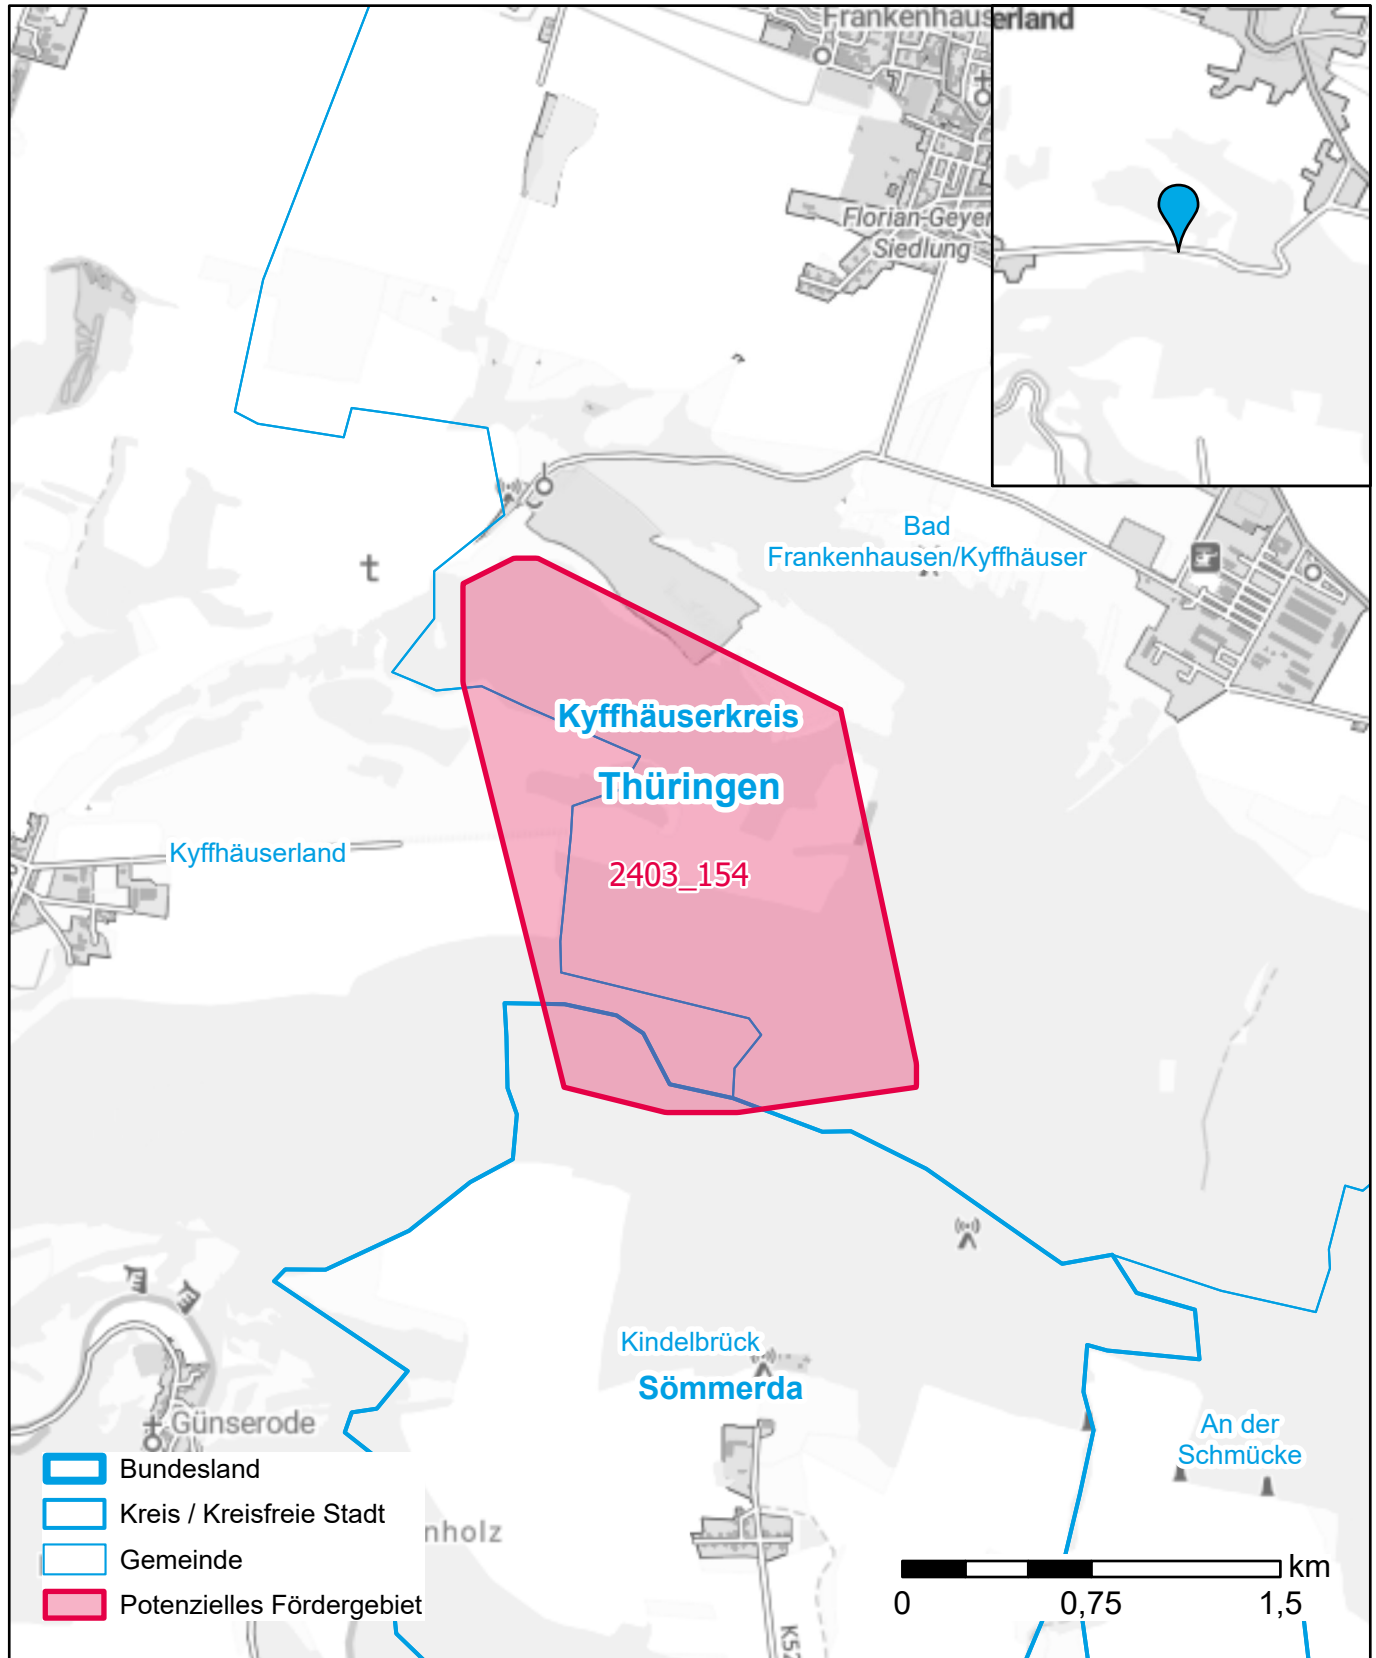 Frankenhauserland
Florian-Geyer
Siedlung
Bad
Frankenhausen/Kyffhäuser
t
Kyffhäuserkreis
Thüringen
Kyffhäuserland
2403_154
Kindelbrück
Sömmerda
An der
Schmücke
Günserode
nholz
Bundesland
Kreis / Kreisfreie Stadt
Gemeinde
Potenzielles Fördergebiet
km
0 0,75 1,5